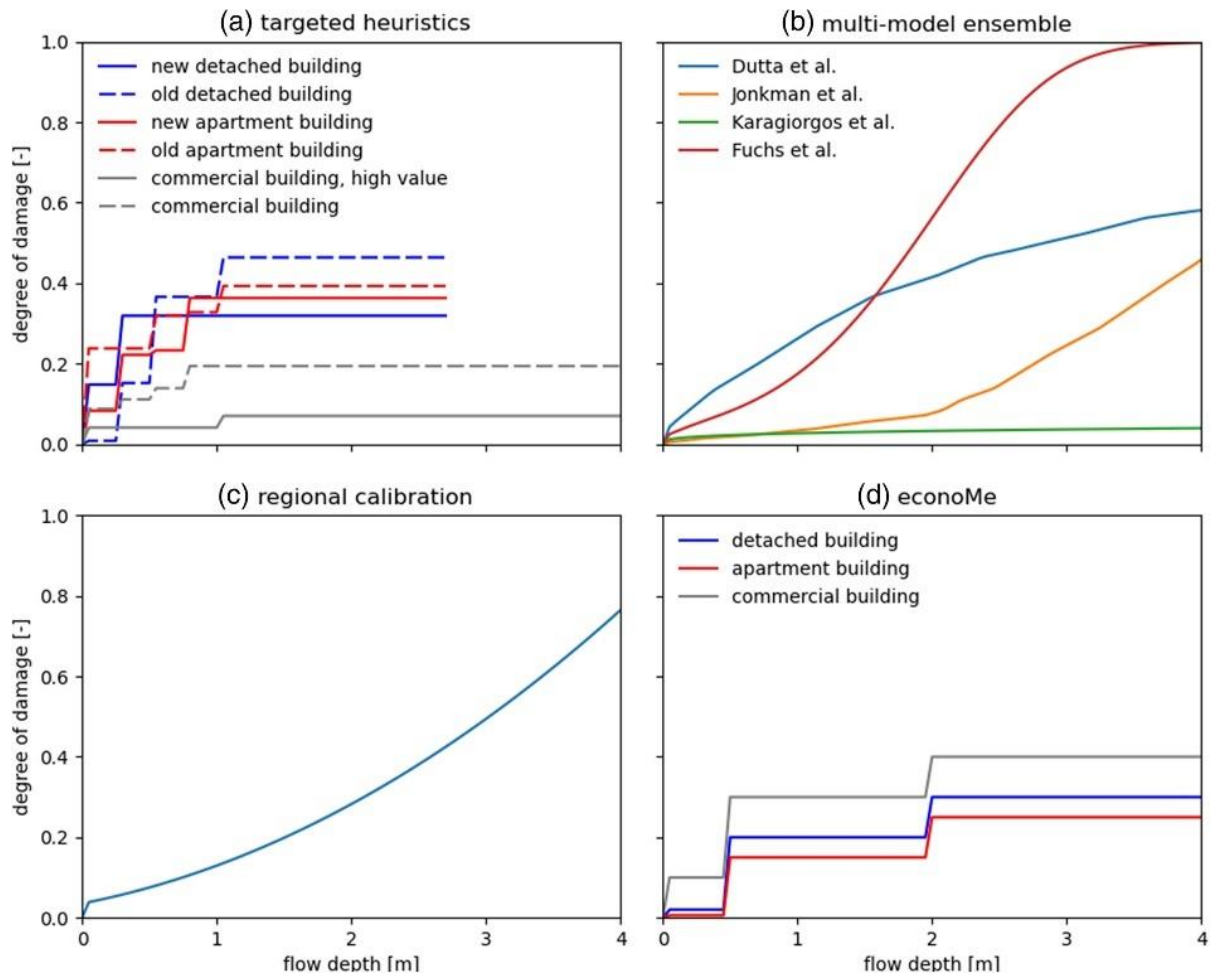 (a) targeted heuristics
1.0
0.8
0.6
0.4
0.2
0.0
degree of damage [-]
new detached building
old detached building
new apartment building
old apartment building
commercial building, high value
commercial building
(b) multi-model ensemble
Dutta et al.
Jonkman et al.
Karagiorgos et al.
Fuchs et al.
(c) regional calibration
1.0
0.8
0.6
0.4
0.2
0.0
degree of damage [-]
0 1 2 3 4
flow depth [m]
(d) econoMe
detached building
apartment building
commercial building
0 1 2 3 4
flow depth [m]